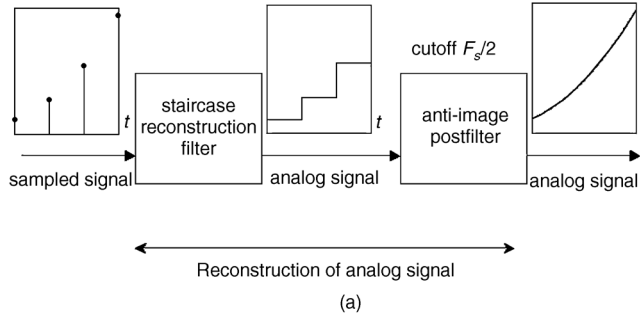 cutoff Fs/2
t
staircase
reconstruction
filter
t
anti-image
postfilter
sampled signal
analog signal
analog signal
Reconstruction of analog signal
(a)